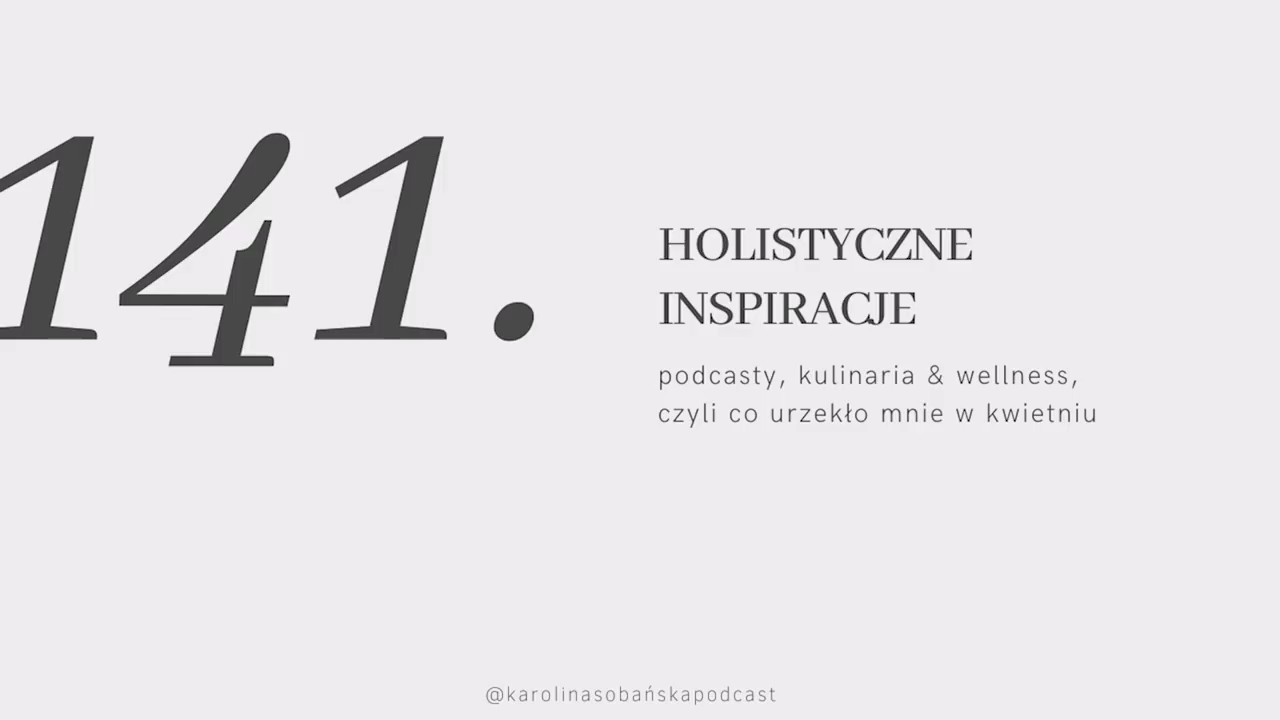 141.
HOLISTYCZNE
INSPIRACJE
podcasty, kulinaria & wellness,
czyli co urzekło mnie w kwietniu
@karolinasobańskapodcast